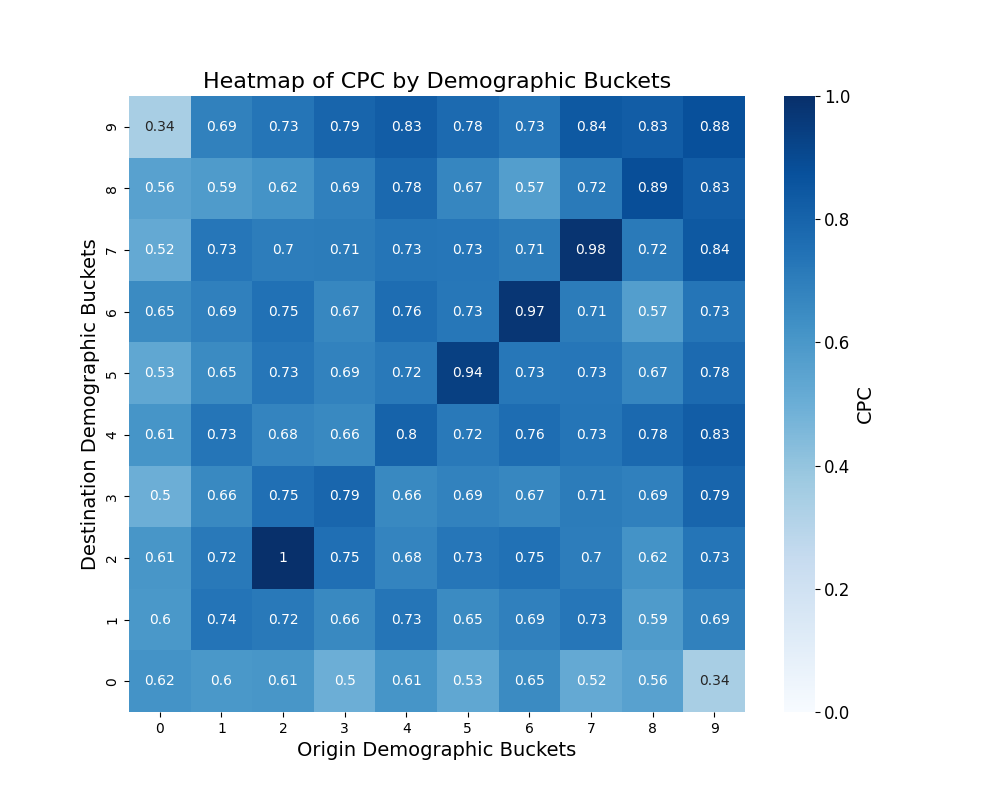 Heatmap of CPC by Demographic Buckets
9 0.34 0.69 0.73 0.79 0.83 0.78 0.73 0.84 0.83 0.88
8 0.56 0.59 0.62 0.69 0.78 0.67 0.57 0.72 0.89 0.83
7 0.52 0.73 0.7 0.71 0.73 0.73 0.71 0.98 0.72 0.84
6 0.65 0.69 0.75 0.67 0.76 0.73 0.97 0.71 0.57 0.73
5 0.53 0.65 0.73 0.69 0.72 0.94 0.73 0.73 0.67 0.78
4 0.61 0.73 0.68 0.66 0.8 0.72 0.76 0.73 0.78 0.83
3 0.5 0.66 0.75 0.79 0.66 0.69 0.67 0.71 0.69 0.79
2 0.61 0.72 1 0.75 0.68 0.73 0.75 0.7 0.62 0.73
1 0.6 0.74 0.72 0.66 0.73 0.65 0.69 0.73 0.59 0.69
0 0.62 0.6 0.61 0.5 0.61 0.53 0.65 0.52 0.56 0.34
0 1 2 3 4 5 6 7 8 9
Origin Demographic Buckets
Destination Demographic Buckets
1.0
0.8
0.6
0.4
0.2
0.0
CPC